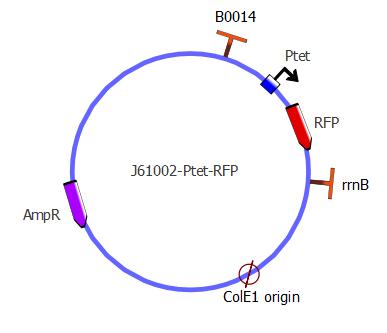 B0014
Ptet
RFP
J61002-Ptet-RFP
rrnB
AmpR
ColE1 origin